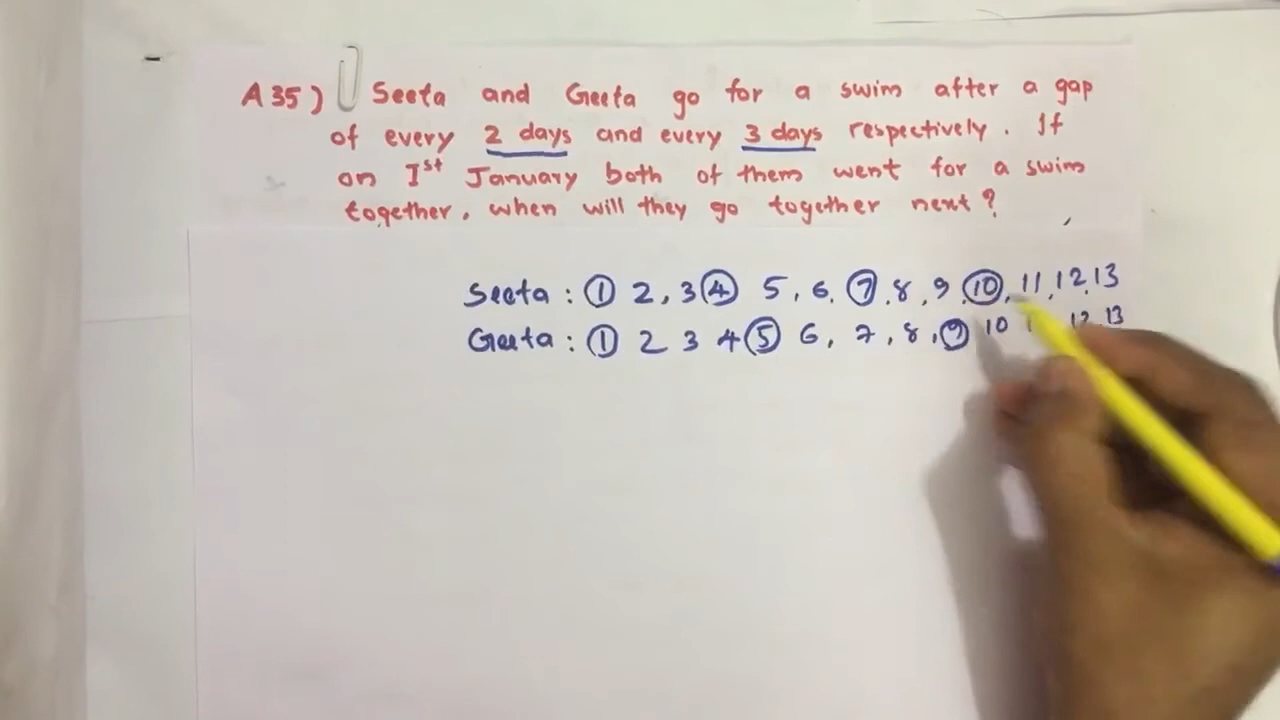 A35) Seeta and Geeta go for a swim after a gap
of every 2 days and every 3 days respectively. If
on Ist January both of them went for a swim
together, when will they go together next?
Seeta : 1 2, 3 4 5, 6, 7, 8, 9, 10, 11, 12, 13
Geeta : 1 2 3 4 5 6, 7, 8, 9 10 12 13